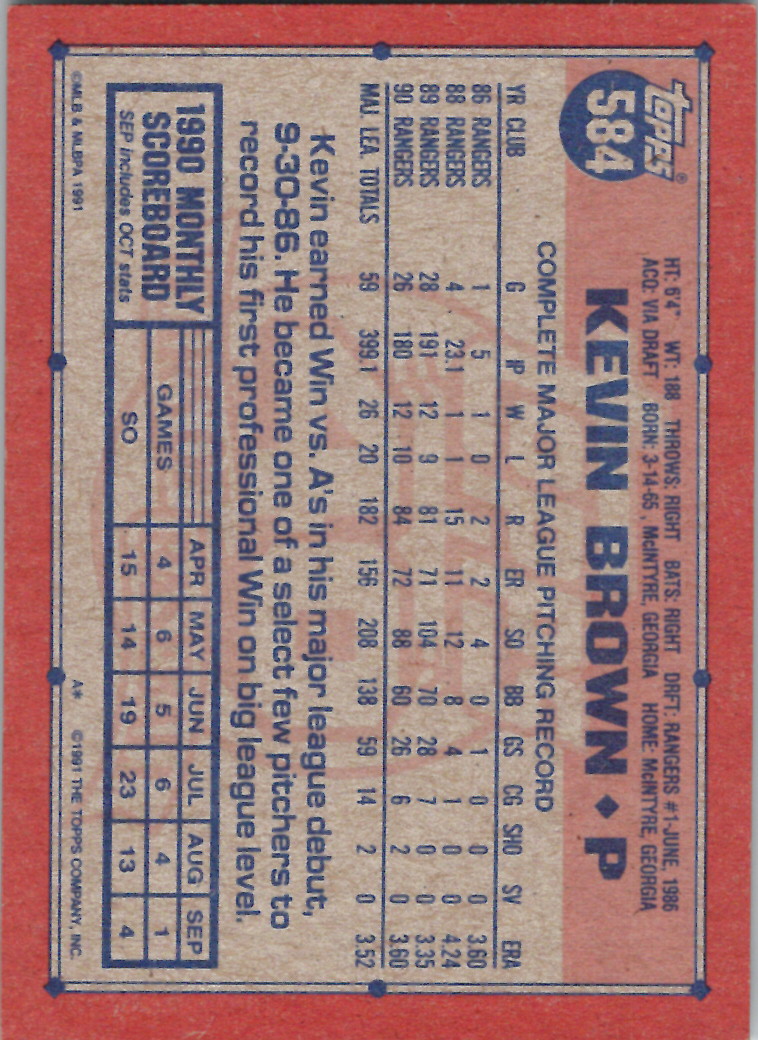 TOPPS®
584
HT: 6'4" WT: 188 THROWS: RIGHT BATS: RIGHT DRFT: RANGERS #1-JUNE, 1986
ACQ: VIA DRAFT BORN: 3-14-65, McINTYRE, GEORGIA HOME: McINTYRE, GEORGIA
KEVIN BROWN ◆ P
COMPLETE MAJOR LEAGUE PITCHING RECORD
YR CLUB G IP W L R ER SO BB GS CG SHO SV ERA
86 RANGERS 1 5 1 0 2 2 4 0 1 0 0 0 3.60
88 RANGERS 4 23.1 1 1 15 11 12 8 4 1 0 0 4.24
89 RANGERS 28 191 12 9 81 71 104 70 28 7 0 0 3.35
90 RANGERS 26 180 12 10 84 72 88 60 26 6 2 0 3.60
MAJ. LEA. TOTALS 59 399.1 26 20 182 156 208 138 59 14 2 0 3.52
Kevin earned Win vs. A's in his major league debut,
9-30-86. He became one of a select few pitchers to
record his first professional Win on big league level.
1990 MONTHLY
SCOREBOARD
SEP includes OCT stats
APR MAY JUN JUL AUG SEP
GAMES 4 6 5 6 4 1
SO 15 14 19 23 13 4
©MLB & MLBPA 1991
A* ©1991 THE TOPPS COMPANY, INC.